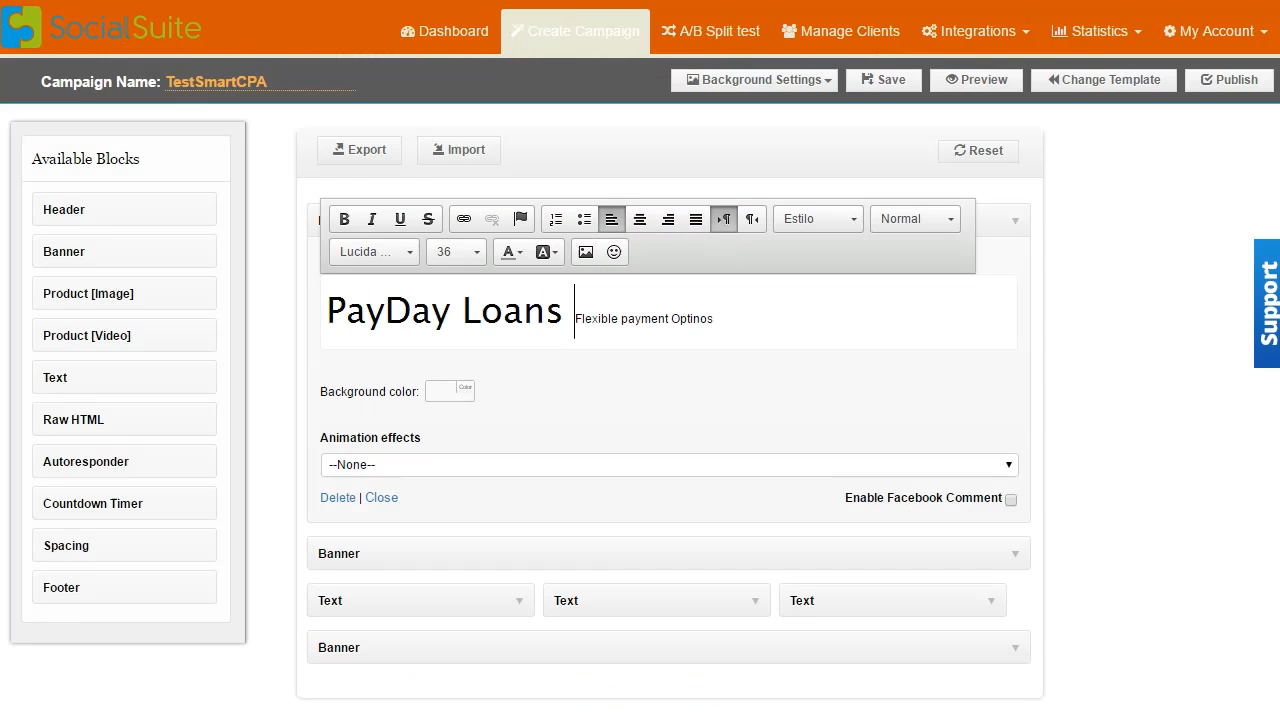 SocialSuite
Dashboard
Create Campaign
A/B Split test
Manage Clients
Integrations
Statistics
My Account
Campaign Name: TestSmartCPA
Background Settings
Save
Preview
Change Template
Publish
Available Blocks
Header
Banner
Product [Image]
Product [Video]
Text
Raw HTML
Autoresponder
Countdown Timer
Spacing
Footer
Export
Import
Reset
B I U S
Estilo
Normal
Lucida ...
36
A
A
PayDay Loans Flexible payment Optinos
Background color:
Color
Animation effects
--None--
Delete | Close
Enable Facebook Comment
Banner
Text
Text
Text
Banner
Support